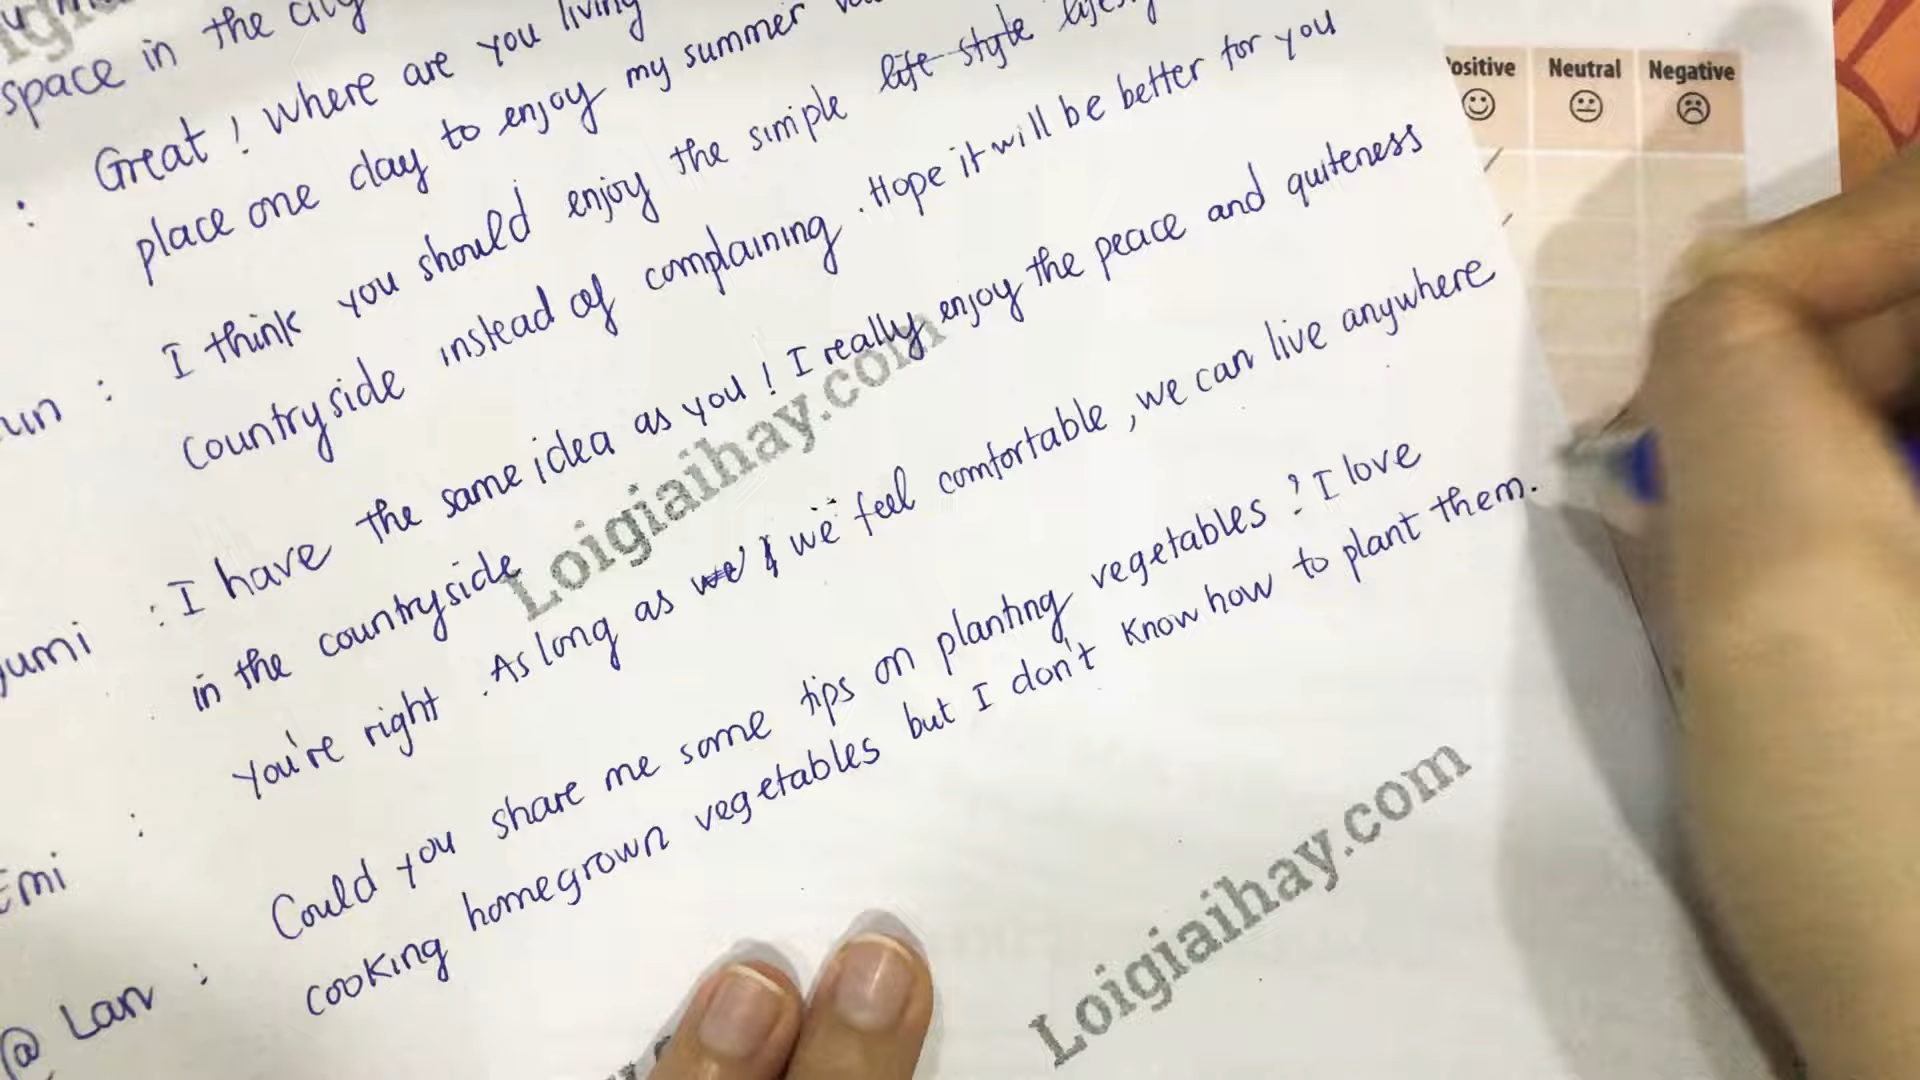 space in the city
: Great! Where are you living
place one day to enjoy my summer
: I think you should enjoy the simple life style
countryside instead of complaining. Hope it will be better for you
: I have the same idea as you! I really enjoy the peace and quiteness
in the countryside
: You're right. As long as we we feel comfortable, we can live anywhere
Emi
@ Lan : Could you share me some tips on planting vegetables? I love
cooking homegrown vegetables but I don't know how to plant them.
Positive Neutral Negative
Loigiaihay.com
Loigiaihay.com